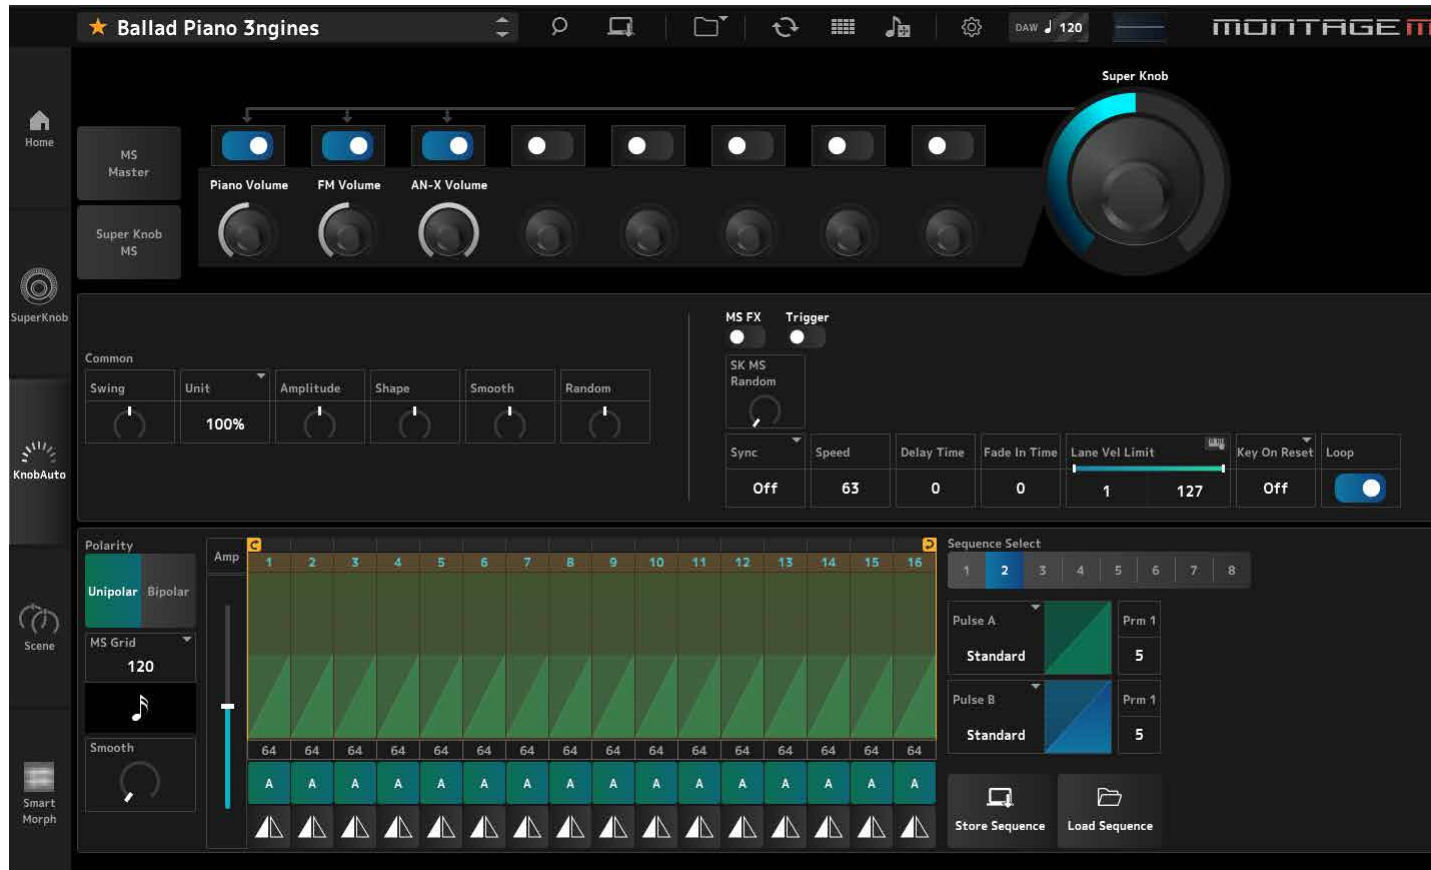 Ballad Piano 3ngines
DAW 120
MONTAGE M
Super Knob
Home
MS
Master
Piano Volume FM Volume AN-X Volume
Super Knob
MS
SuperKnob
MS FX Trigger
Common
SK MS
Random
Swing Unit Amplitude Shape Smooth Random
100%
Sync Speed Delay Time Fade In Time Lane Vel Limit Key On Reset Loop
Off 63 0 0 1 127 Off
KnobAuto
Polarity
Unipolar Bipolar
Amp
1 2 3 4 5 6 7 8 9 10 11 12 13 14 15 16
Sequence Select
1 2 3 4 5 6 7 8
MS Grid
120
Pulse A Prm 1
Standard 5
Scene
Pulse B Prm 1
Standard 5
Smooth
64 64 64 64 64 64 64 64 64 64 64 64 64 64 64 64
A A A A A A A A A A A A A A A A
Smart
Morph
Store Sequence Load Sequence